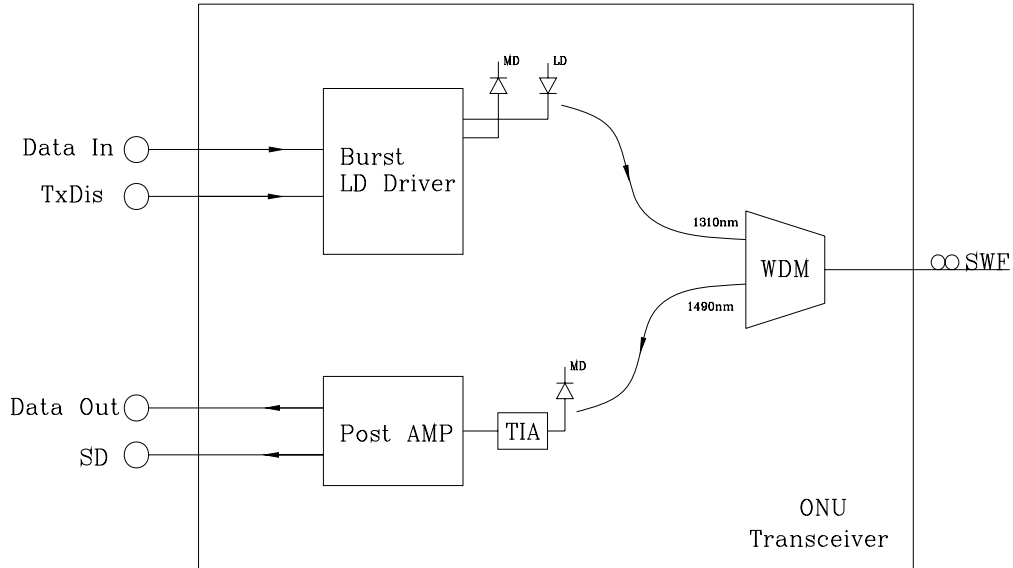 MD
LD
Data In
TxDis
Burst
LD Driver
1310nm
WDM
SWF
1490nm
MD
Data Out
SD
Post AMP
TIA
ONU
Transceiver